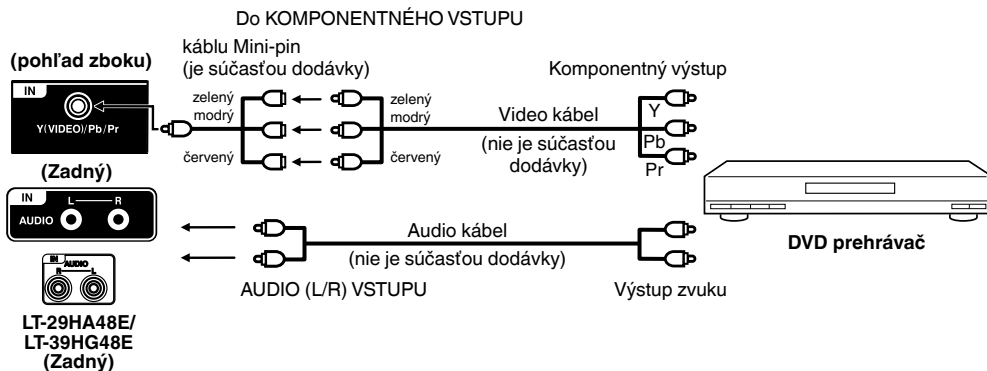 Do KOMPONENTNÉHO VSTUPU
káblu Mini-pin
(je súčasťou dodávky)
(pohľad zboku)
IN
Y(VIDEO)/Pb/Pr
zelený
modrý
červený
zelený
modrý
červený
Video kábel
(nie je súčasťou
dodávky)
Komponentný výstup
Y
Pb
Pr
(Zadný)
IN
L R
AUDIO
Audio kábel
(nie je súčasťou dodávky)
DVD prehrávač
IN AUDIO
R L
AUDIO (L/R) VSTUPU
Výstup zvuku
LT-29HA48E/
LT-39HG48E
(Zadný)